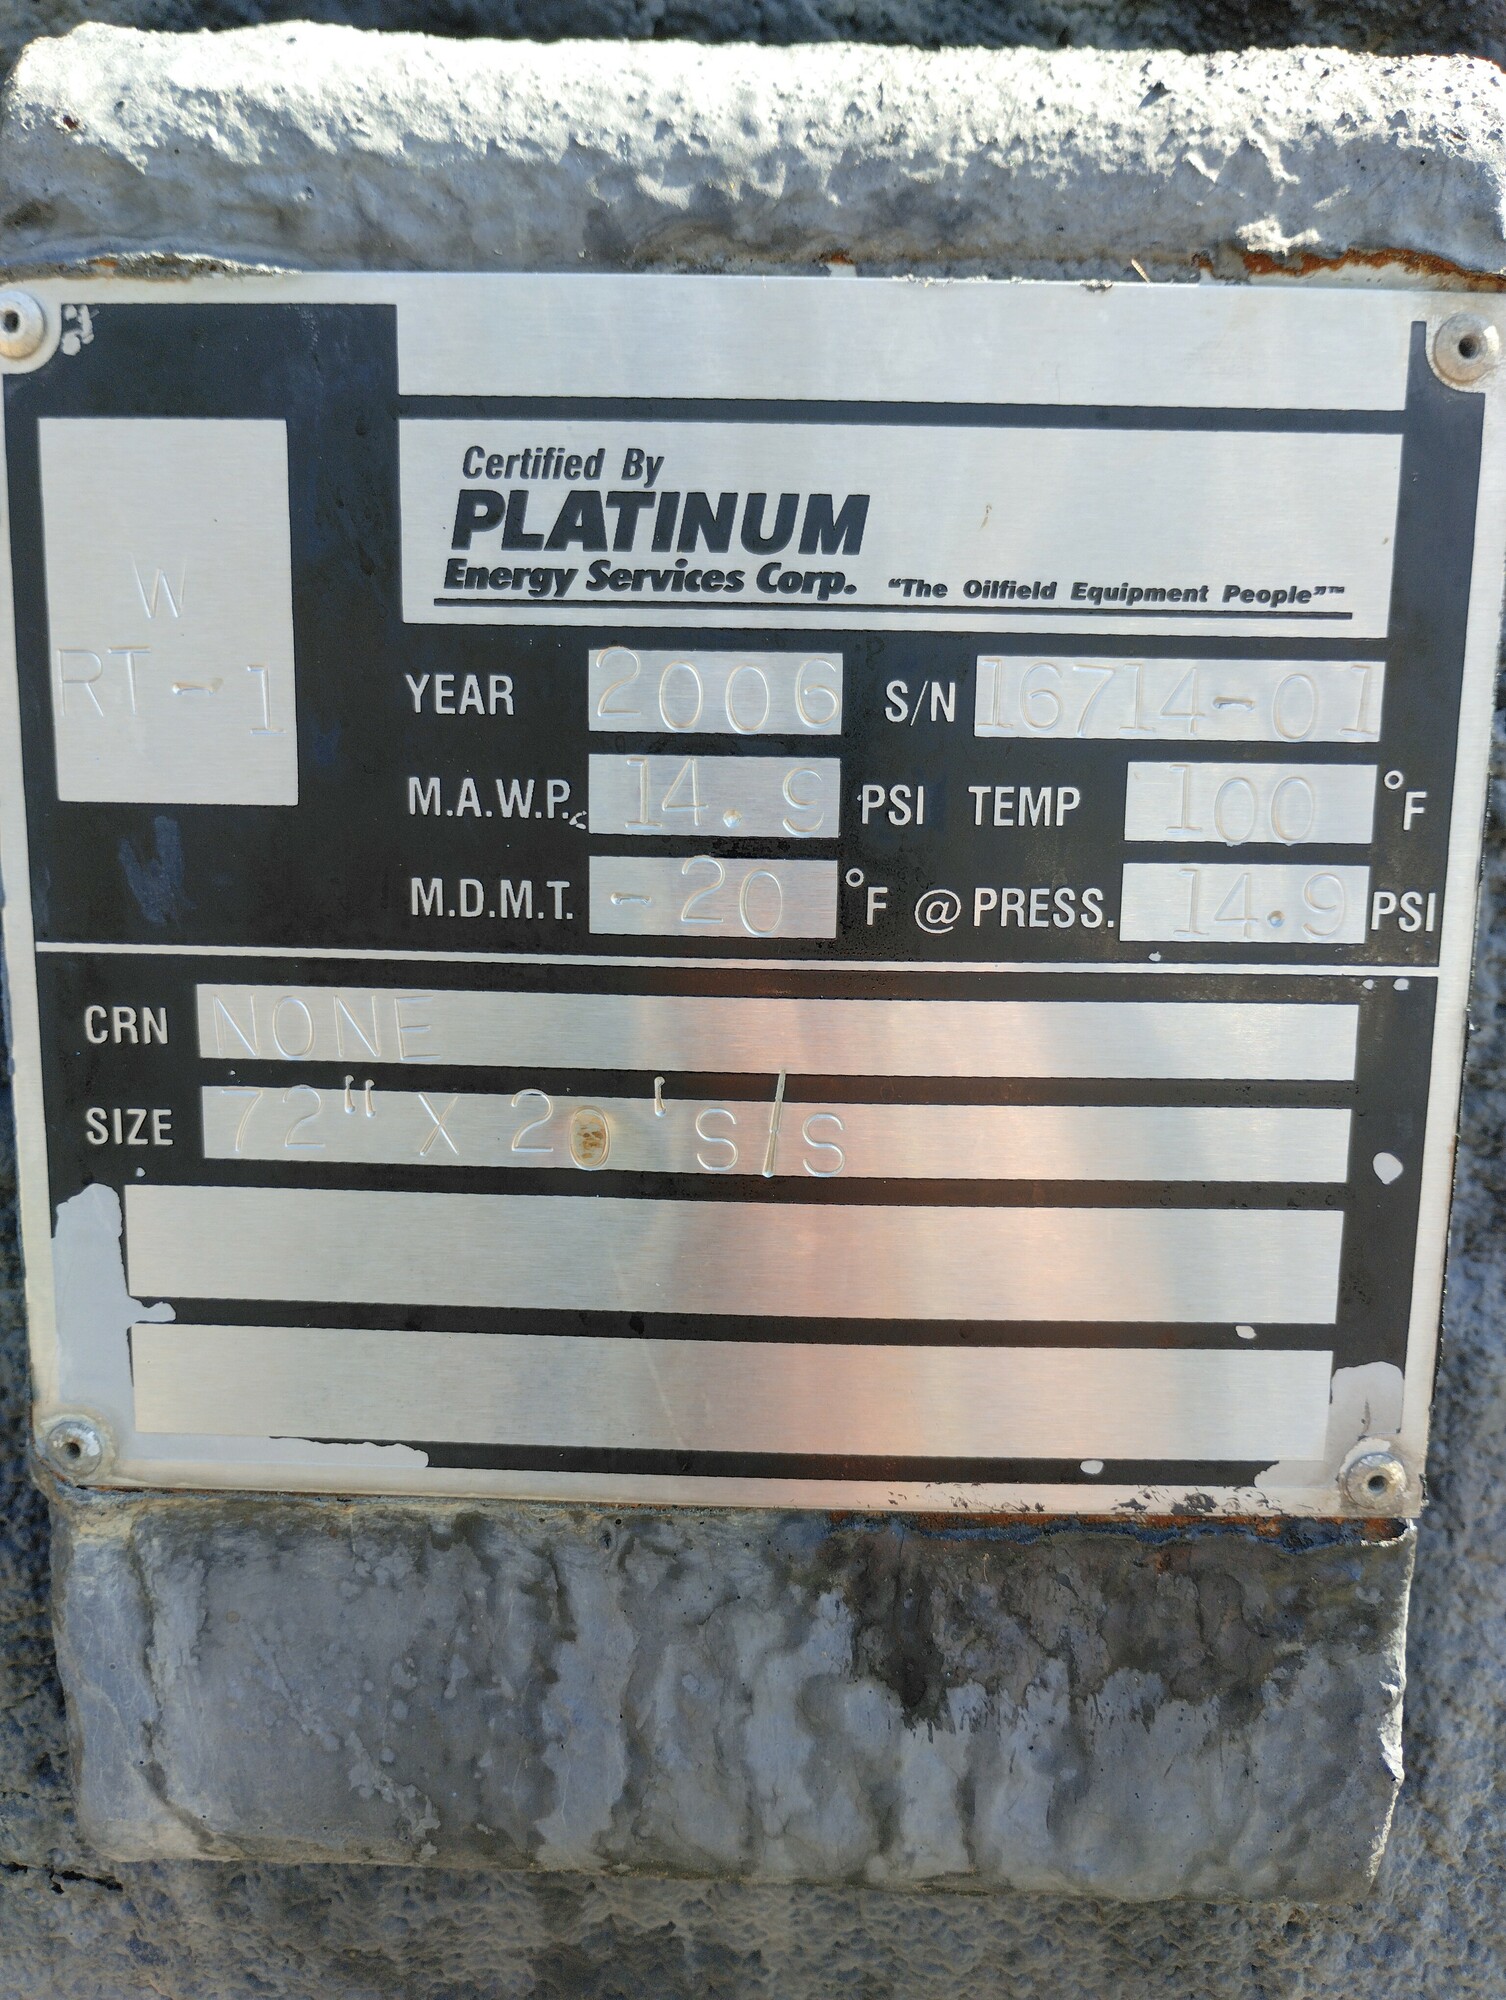 Certified By
PLATINUM
Energy Services Corp. "The Oilfield Equipment People"™
W
RT-1
YEAR 2006 S/N 16714-01
M.A.W.P. 14.9 PSI TEMP 100 °F
M.D.M.T. -20 °F @ PRESS. 14.9 PSI
CRN NONE
SIZE 72" X 20' S/S